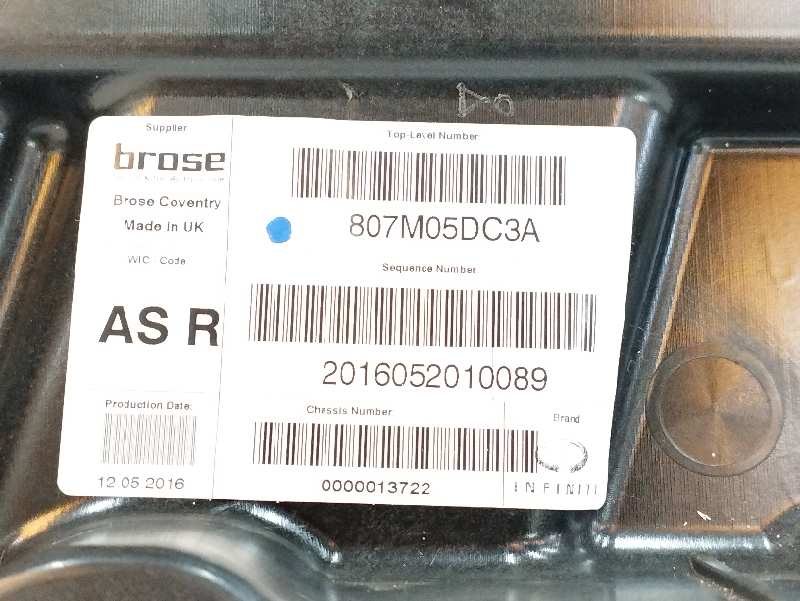 Supplier
brose
Brose Coventry
Made In UK
WIC Code
AS R
Production Date:
12.05.2016
Top-Level Number
807M05DC3A
Sequence Number
2016052010089
Chassis Number
0000013722
Brand
INFINITI